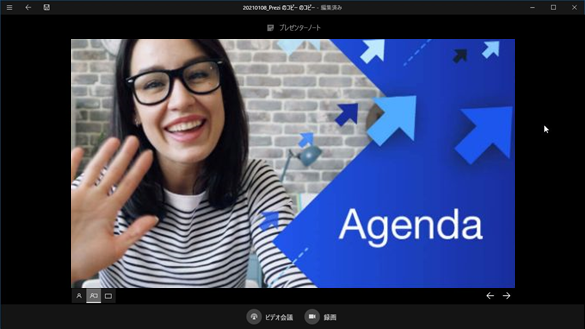 20210108_Prezi のコピー のコピー - 編集済み
プレゼンターノート
Agenda
ビデオ会議
録画